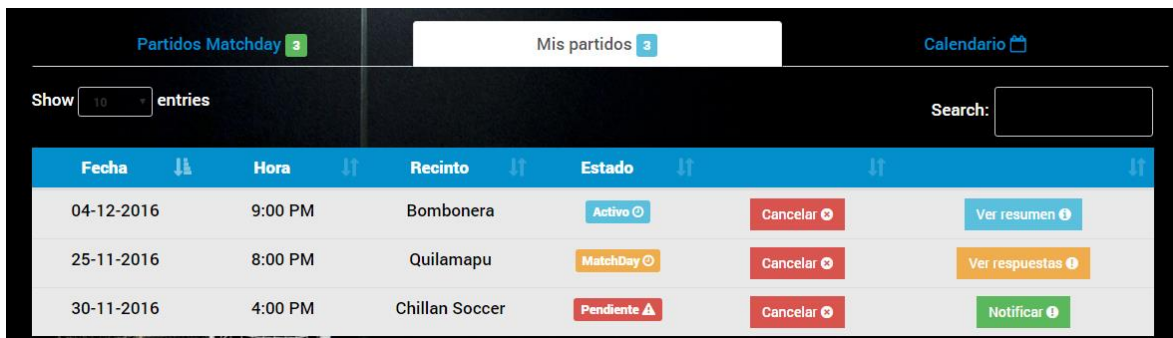 Partidos Matchday 3 Mis partidos 3 Calendario
Show 10 entries Search:
Fecha Hora Recinto Estado
04-12-2016 9:00 PM Bombonera Activo Cancelar Ver resumen
25-11-2016 8:00 PM Quilamapu MatchDay Cancelar Ver respuestas
30-11-2016 4:00 PM Chillan Soccer Pendiente Cancelar Notificar